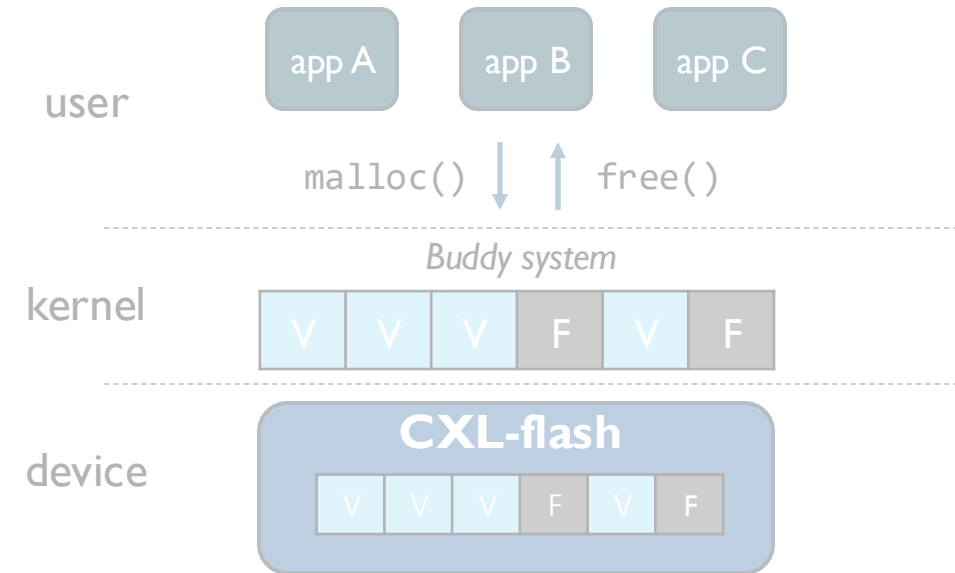 app A app B app C
user
malloc() free()
Buddy system
kernel
V V V F V F
CXL-flash
device
V V V F V F